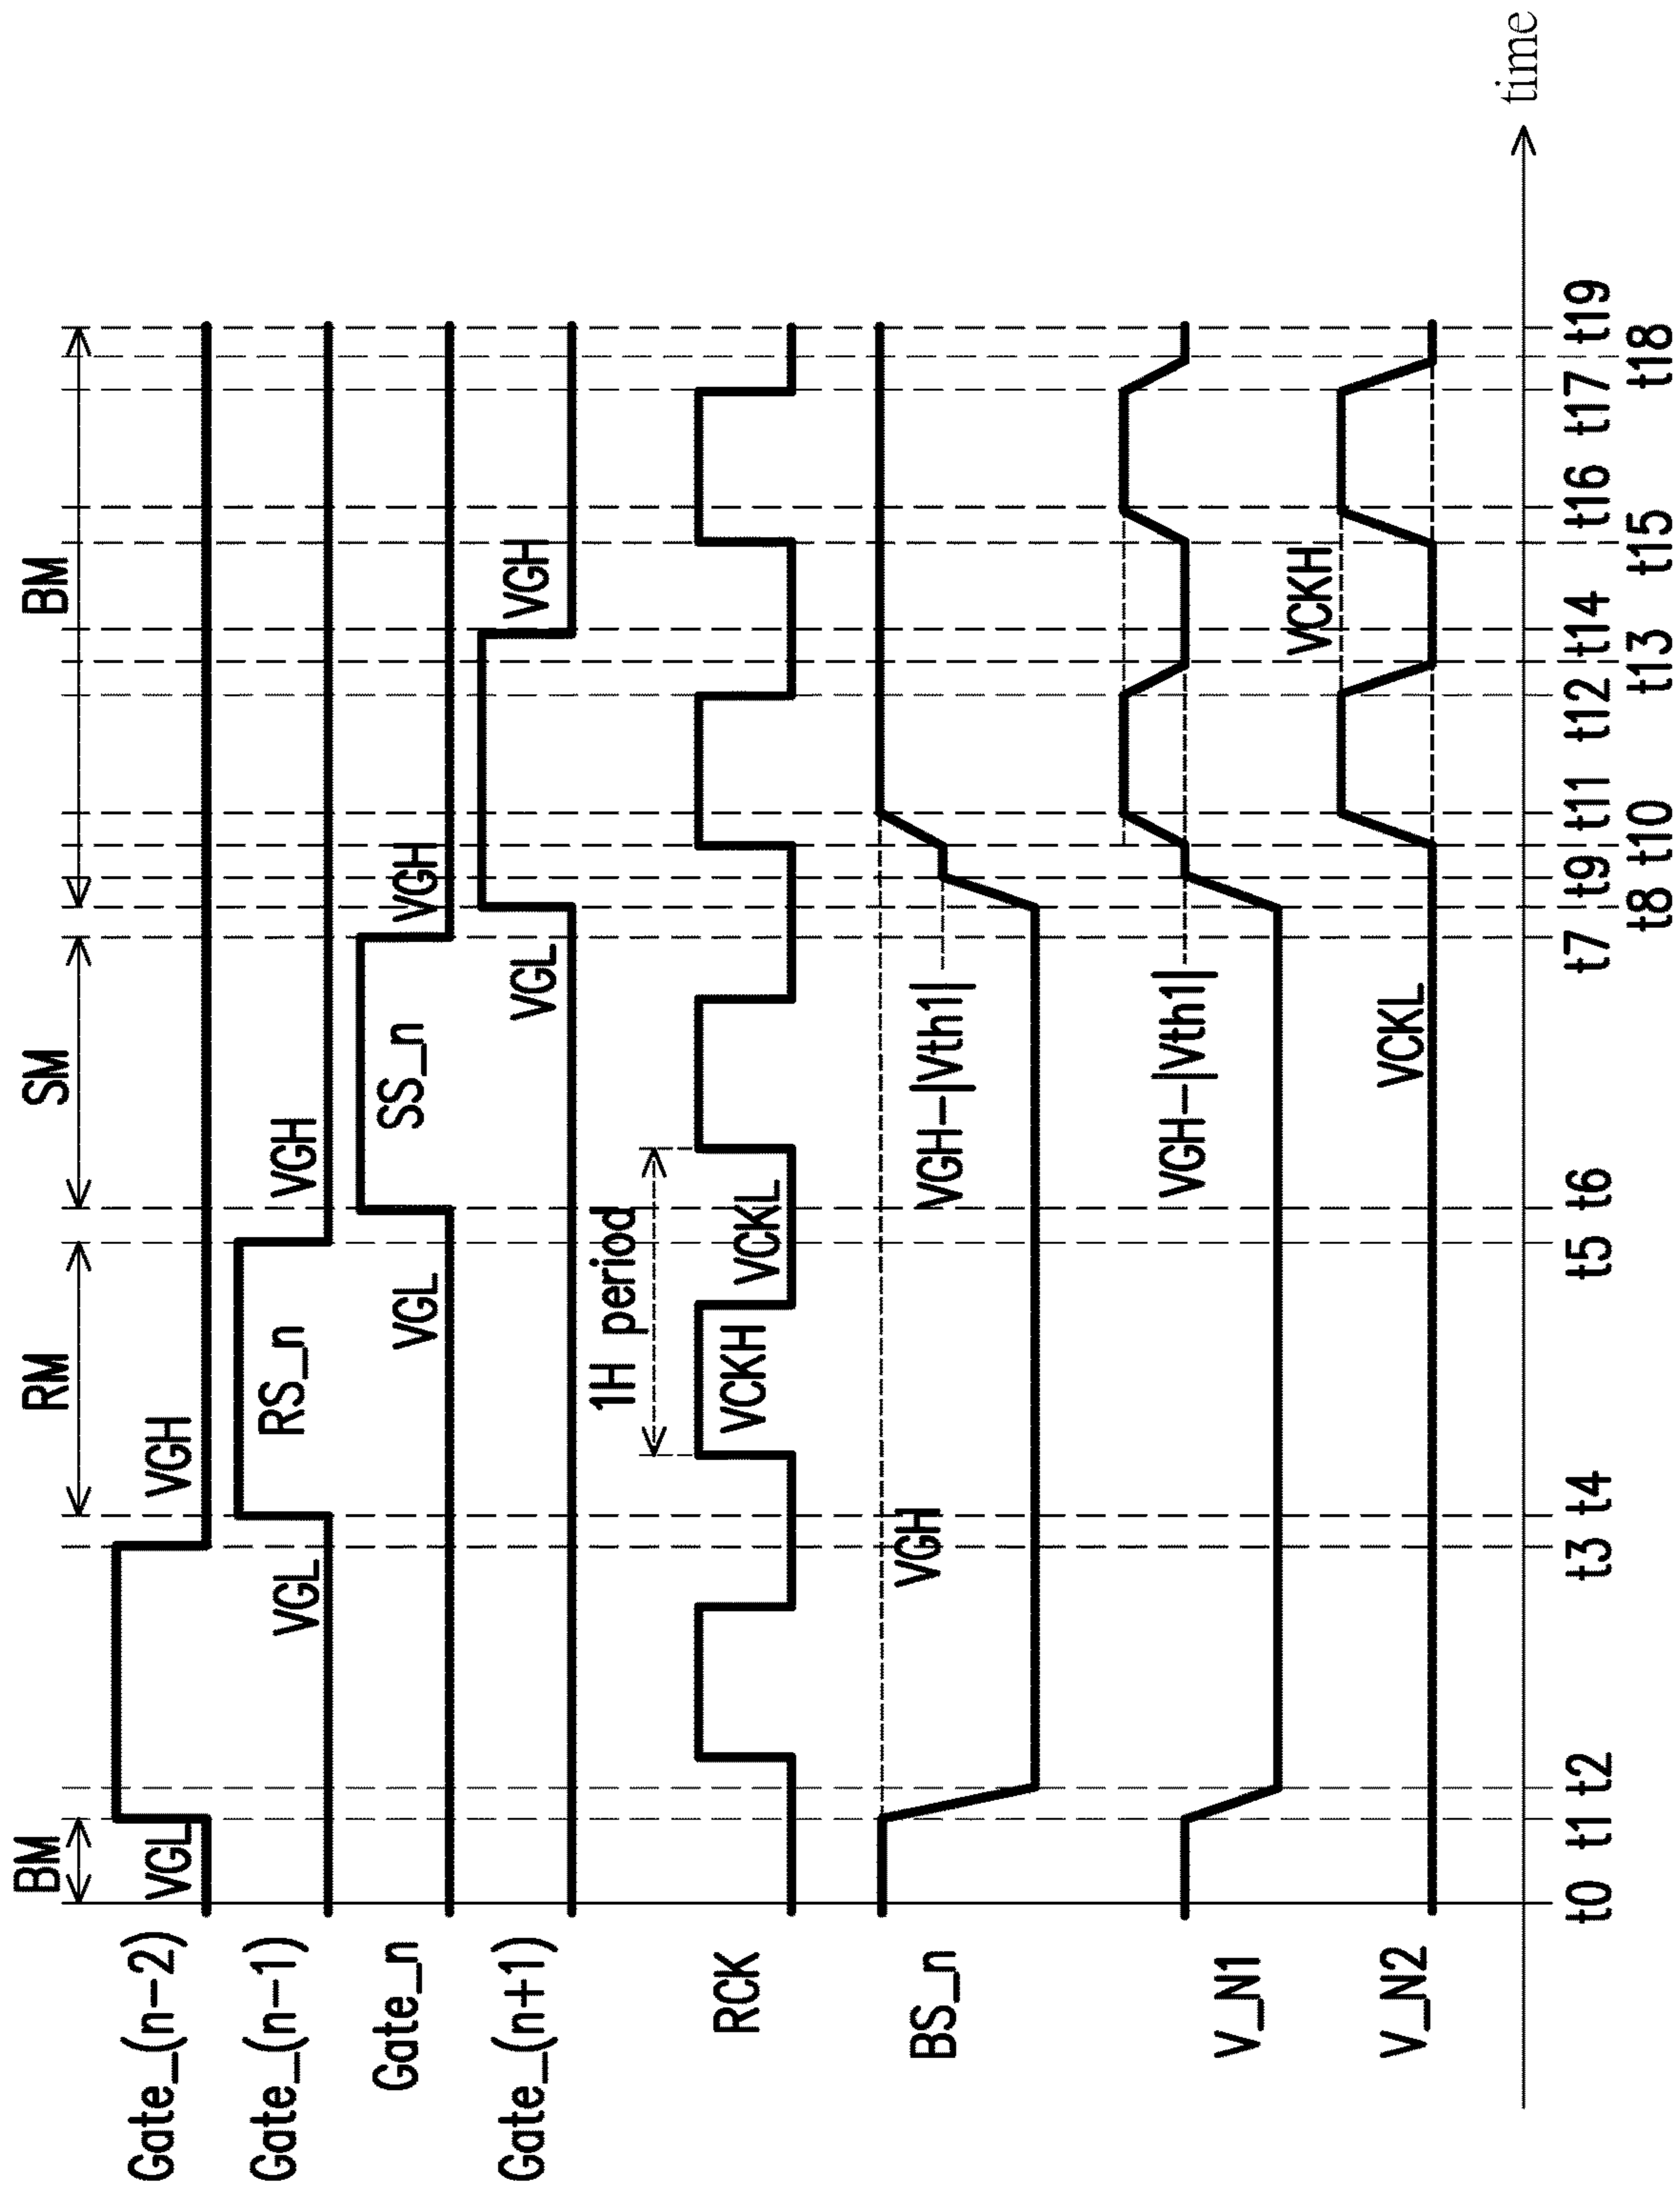 BM
RM
SM
BM
Gate_(n-2)
VGL
VGH
Gate_(n-1)
VGL
RS_n
VGH
Gate_n
VGL
SS_n
VGH
Gate_(n+1)
VGL
VGH
1H period
RCK
VCKH
VCKL
BS_n
VGH
VGH-|Vth1|
V_N1
VGH-|Vth1|
VCKH
V_N2
VCKL
t0 t1 t2 t3 t4 t5 t6 t7 t9 t11 t12 t14 t16 t17 t19
t8 t10 t13 t15 t18
time